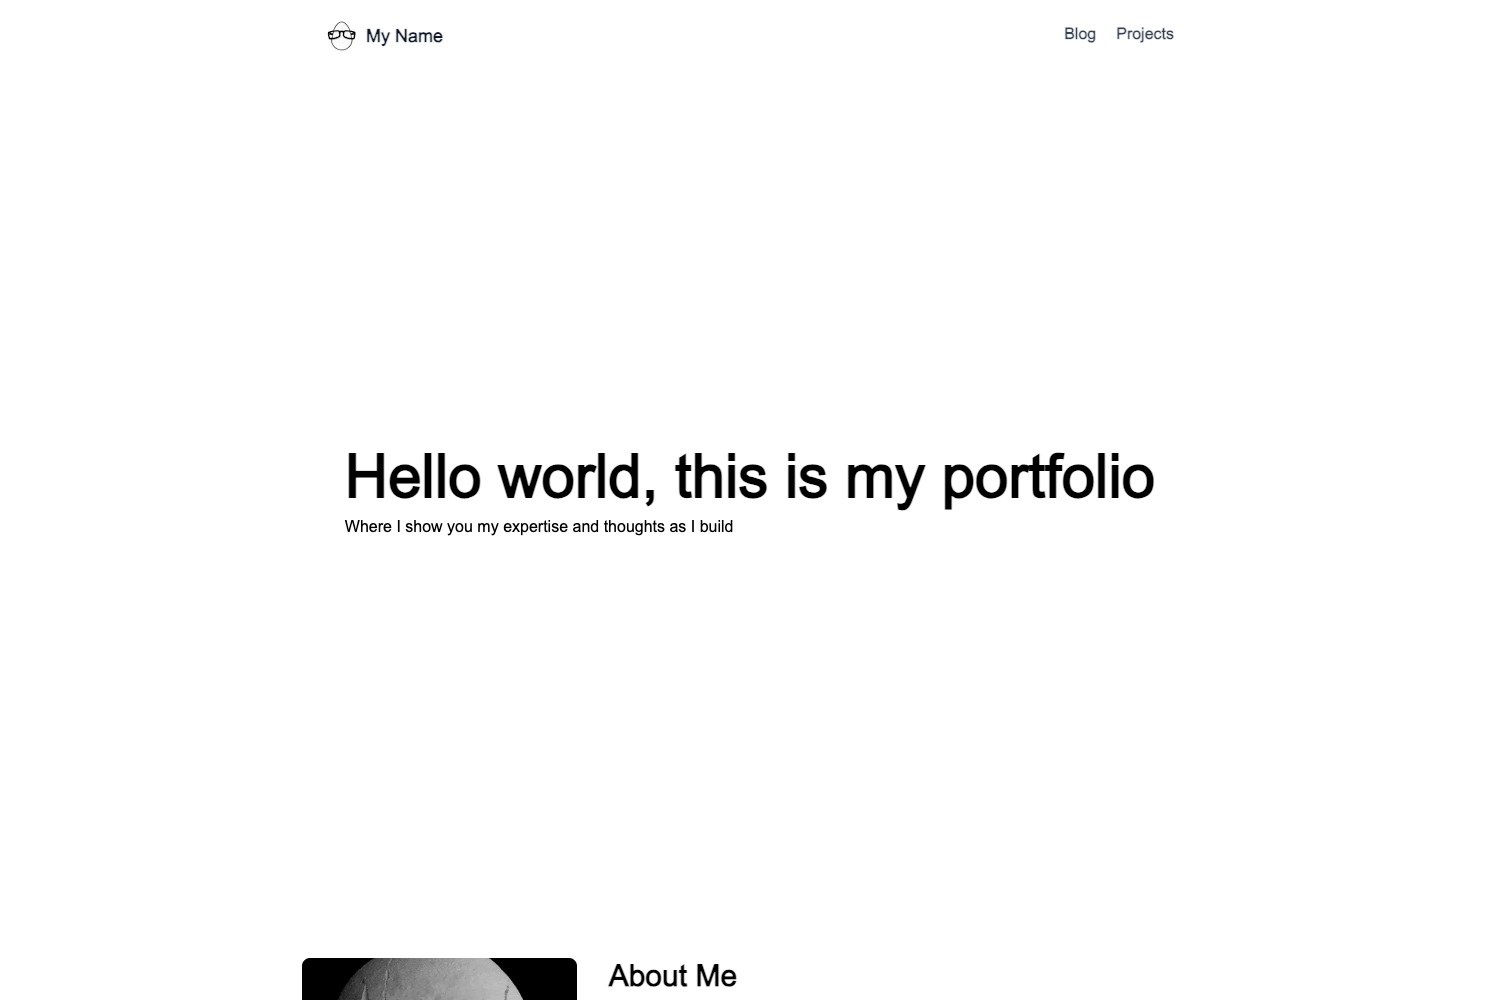 My Name
Blog
Projects
Hello world, this is my portfolio
Where I show you my expertise and thoughts as I build
About Me